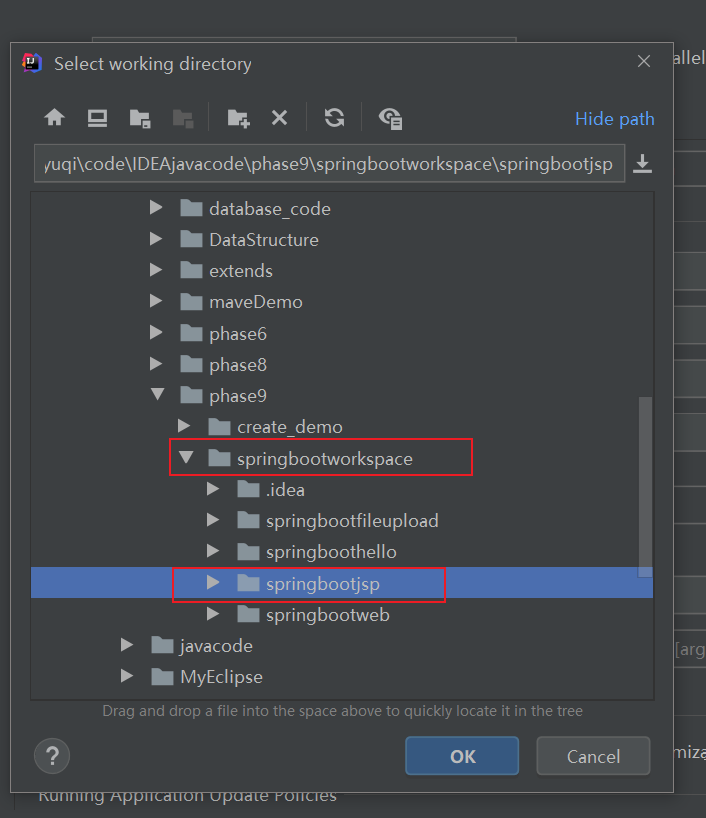 Select working directory
Hide path
yuqi\code\IDEAjavacode\phase9\springbootworkspace\springbootjsp
database_code
DataStructure
extends
maveDemo
phase6
phase8
phase9
create_demo
springbootworkspace
.idea
springbootfileupload
springboothello
springbootjsp
springbootweb
javacode
MyEclipse
Drag and drop a file into the space above to quickly locate it in the tree
?
OK
Cancel
Running Application Update Policies
allel
[arg